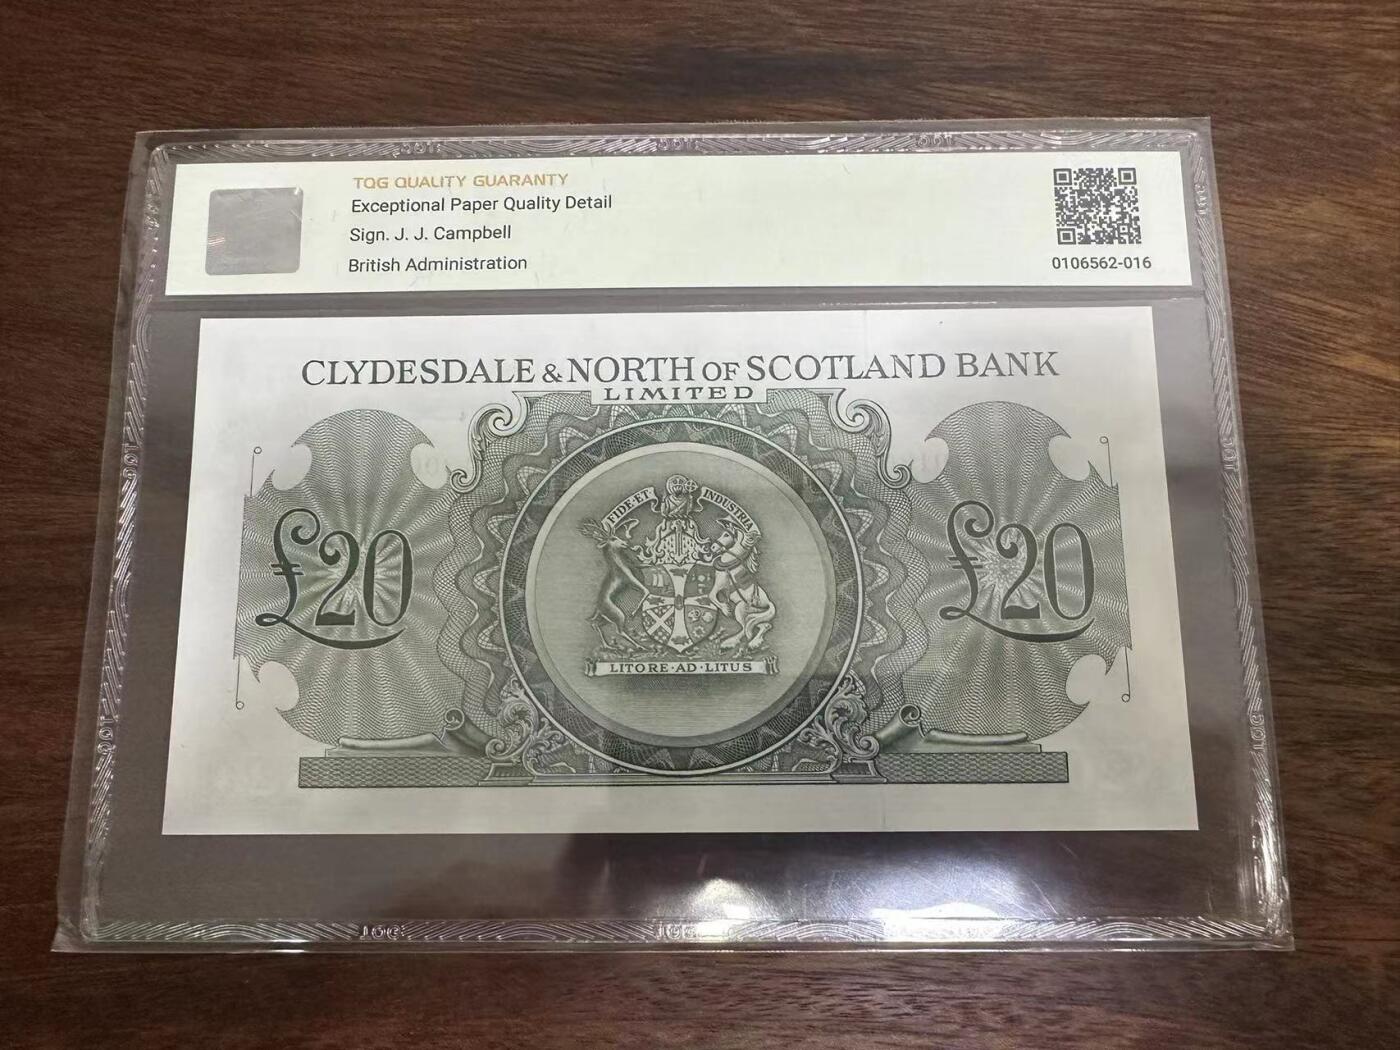 TQG QUALITY GUARANTY
Exceptional Paper Quality Detail
Sign. J. J. Campbell
British Administration
0106562-016
CLYDESDALE & NORTH OF SCOTLAND BANK
LIMITED
FIDE·ET INDUSTRIA
£20
£20
LITORE·AD·LITUS